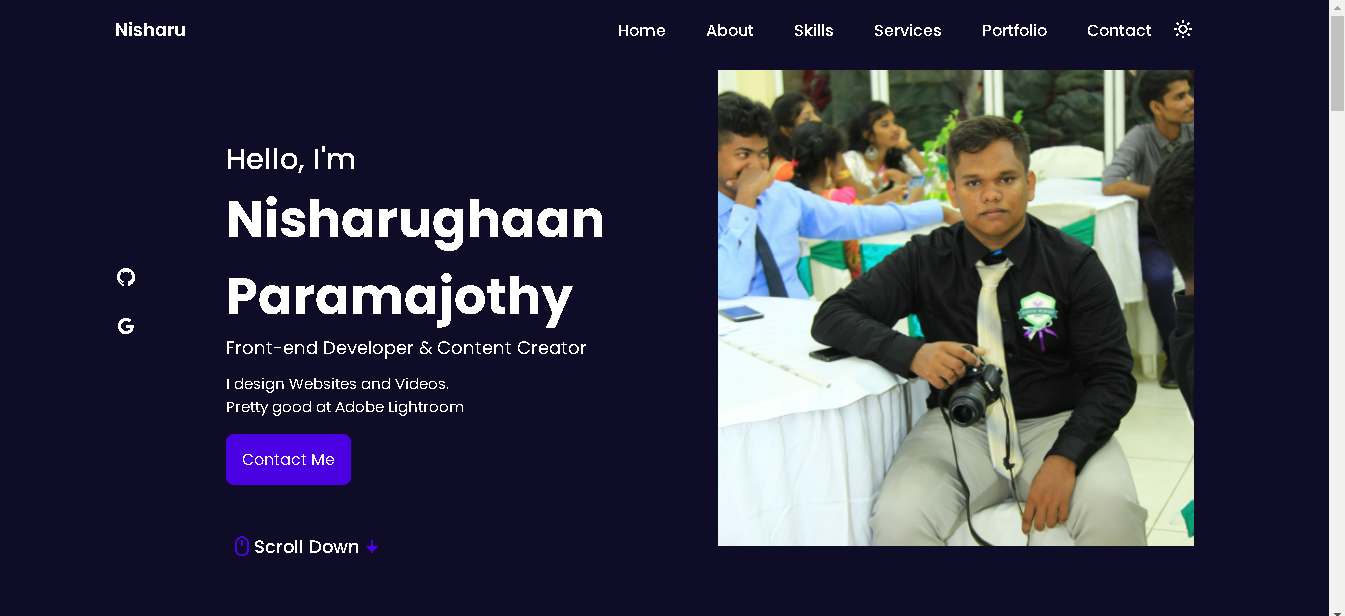 Nisharu
Home About Skills Services Portfolio Contact
Hello, I'm
Nisharughaan
Paramajothy
Front-end Developer & Content Creator
I design Websites and Videos.
Pretty good at Adobe Lightroom
Contact Me
Scroll Down